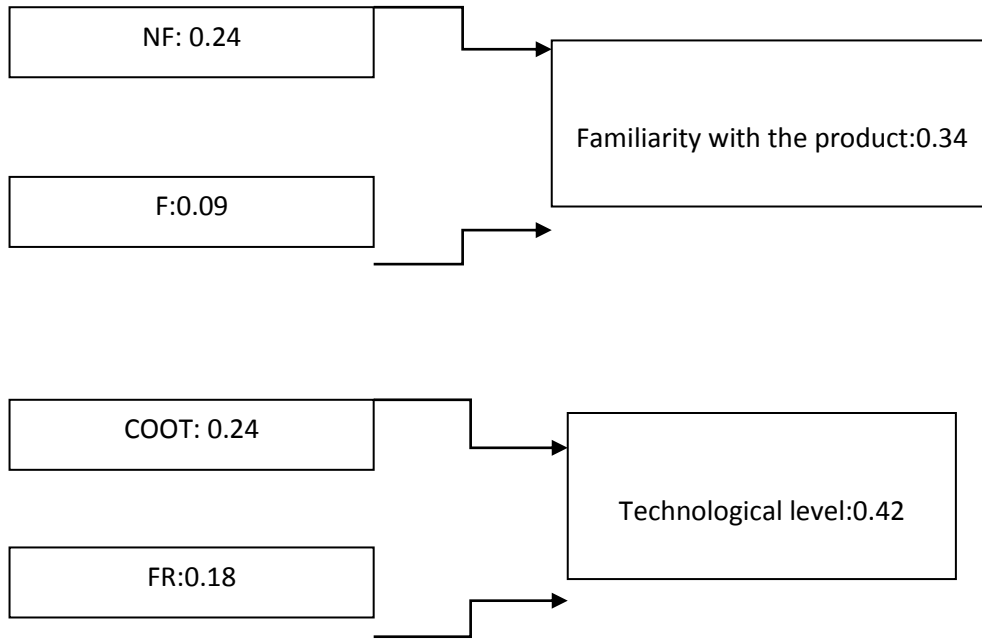 NF: 0.24
Familiarity with the product:0.34
F:0.09
COOT: 0.24
Technological level:0.42
FR:0.18